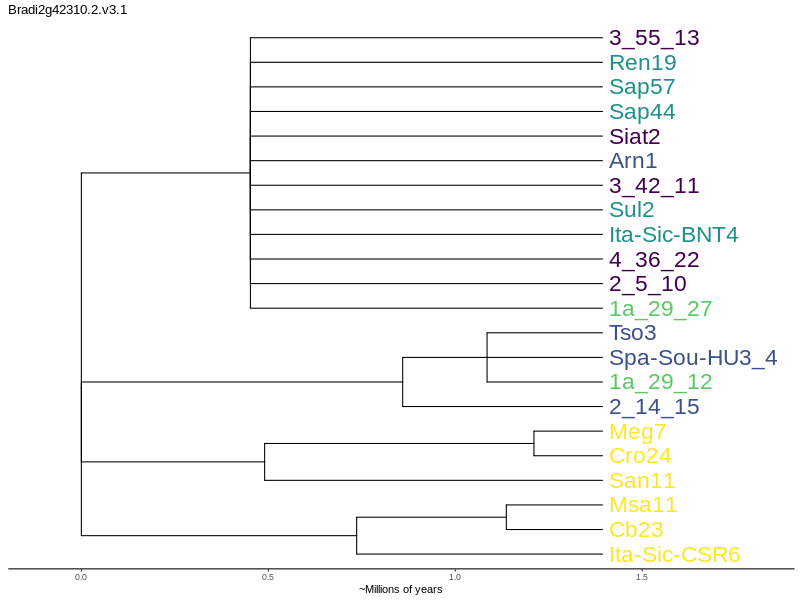 Bradi2g42310.2.v3.1
3_55_13
Ren19
Sap57
Sap44
Siat2
Arn1
3_42_11
Sul2
Ita-Sic-BNT4
4_36_22
2_5_10
1a_29_27
Tso3
Spa-Sou-HU3_4
1a_29_12
2_14_15
Meg7
Cro24
San11
Msa11
Cb23
Ita-Sic-CSR6
0.0 0.5 1.0 1.5
~Millions of years